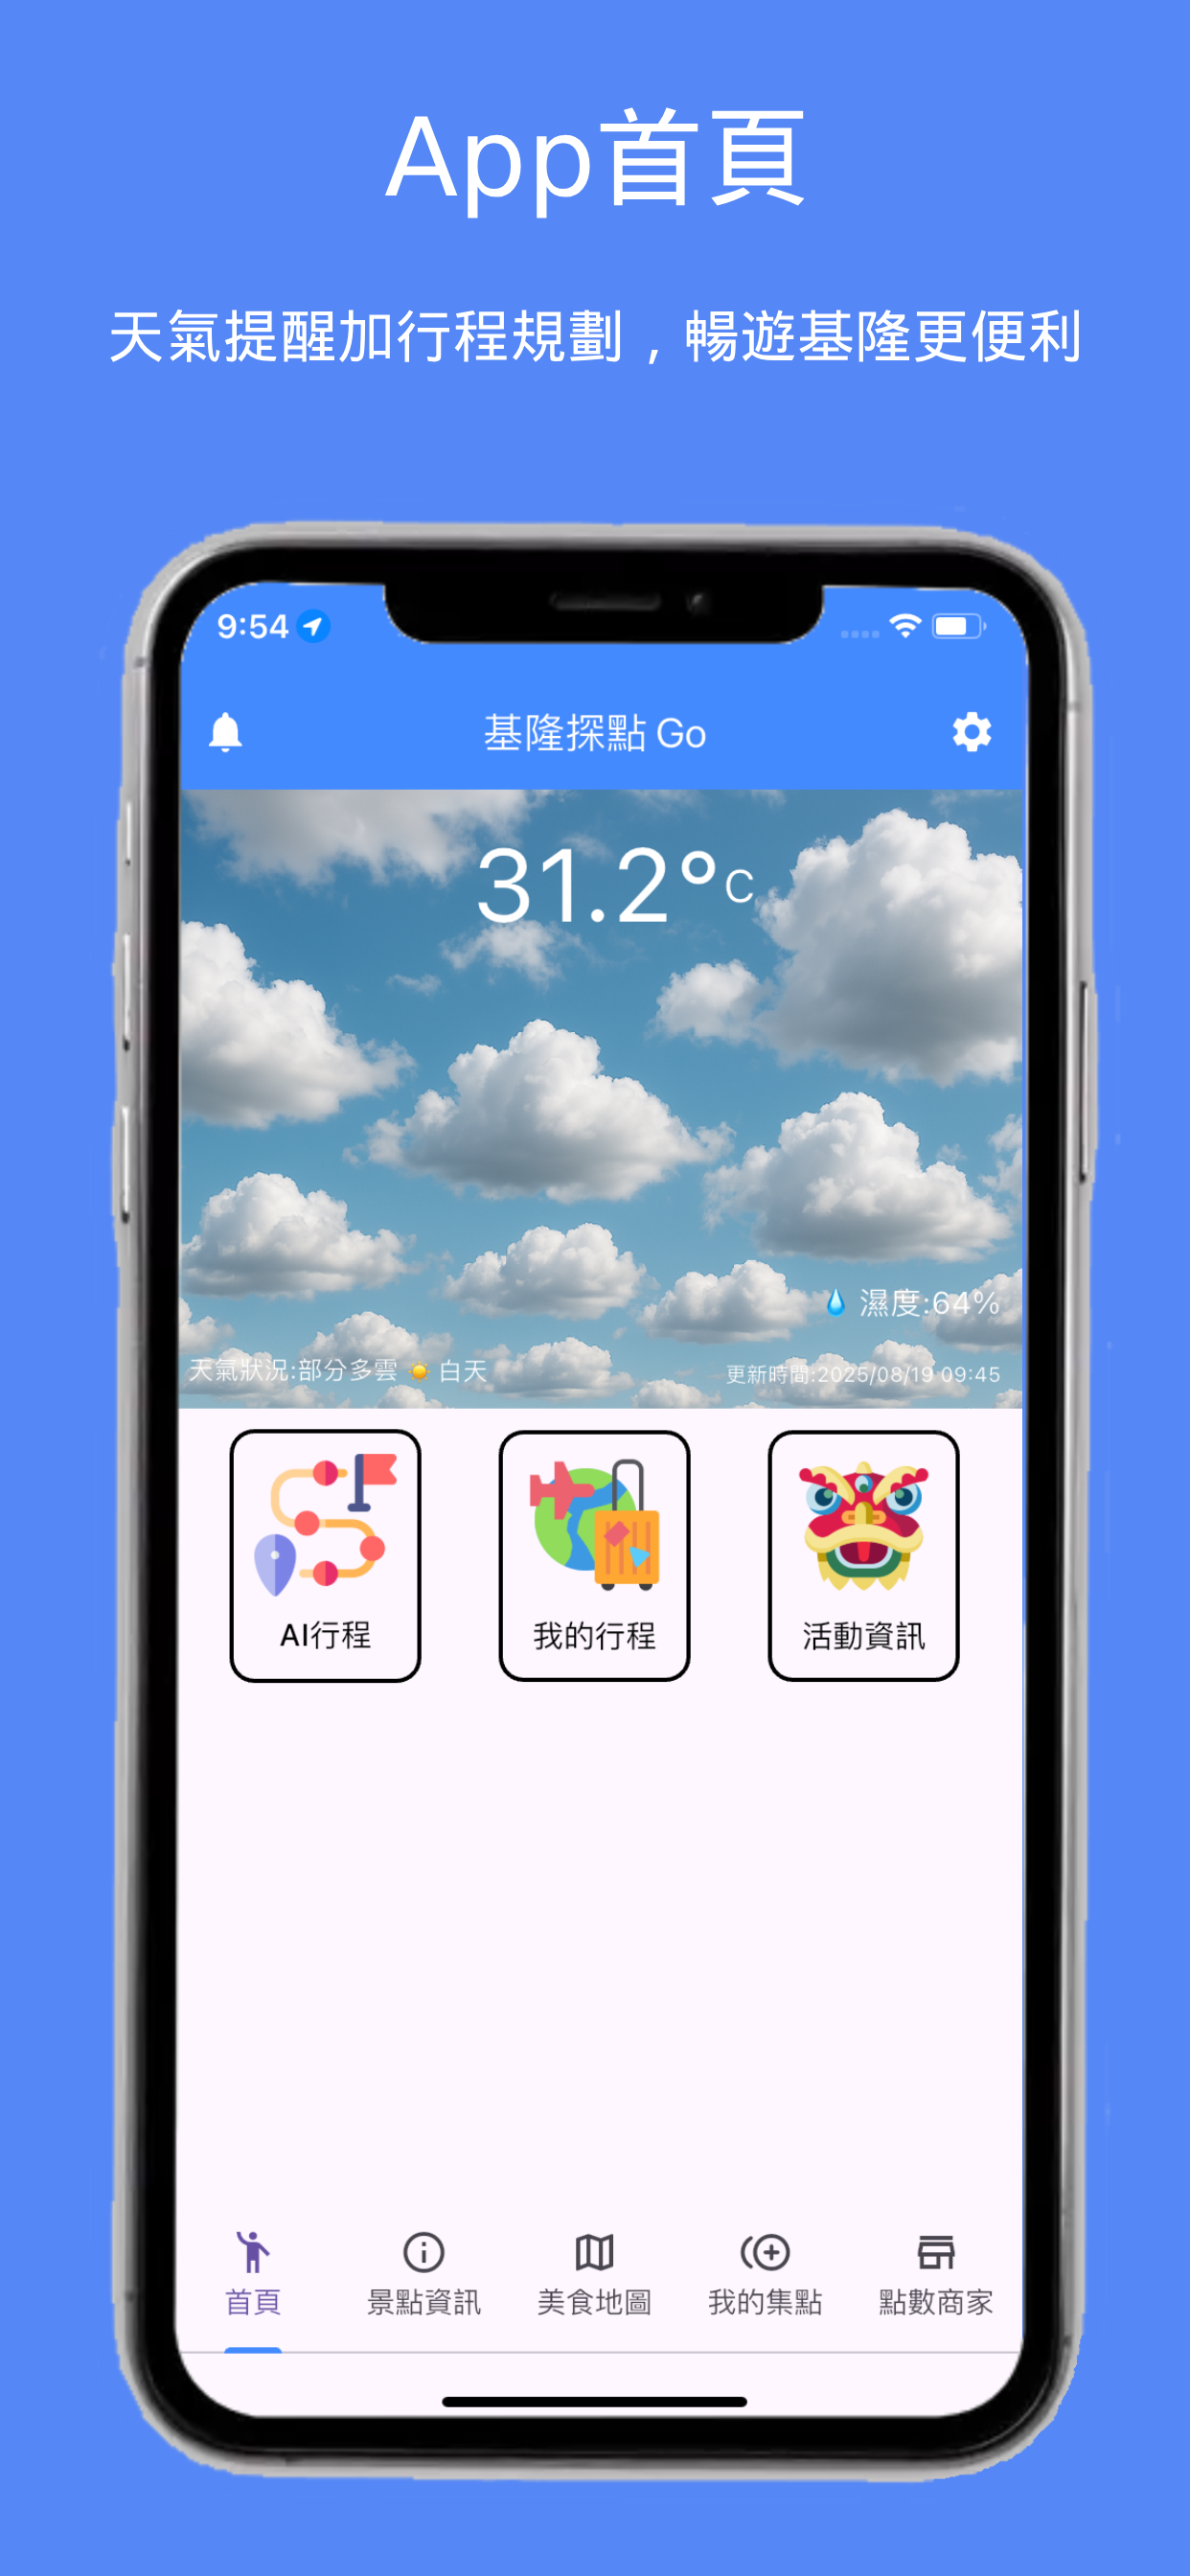 App首頁
天氣提醒加行程規劃，暢遊基隆更便利
9:54
基隆探點 Go
31.2°C
濕度:64%
天氣狀況:部分多雲 ☀️ 白天
更新時間:2025/08/19 09:45
AI行程
我的行程
活動資訊
首頁
景點資訊
美食地圖
我的集點
點數商家